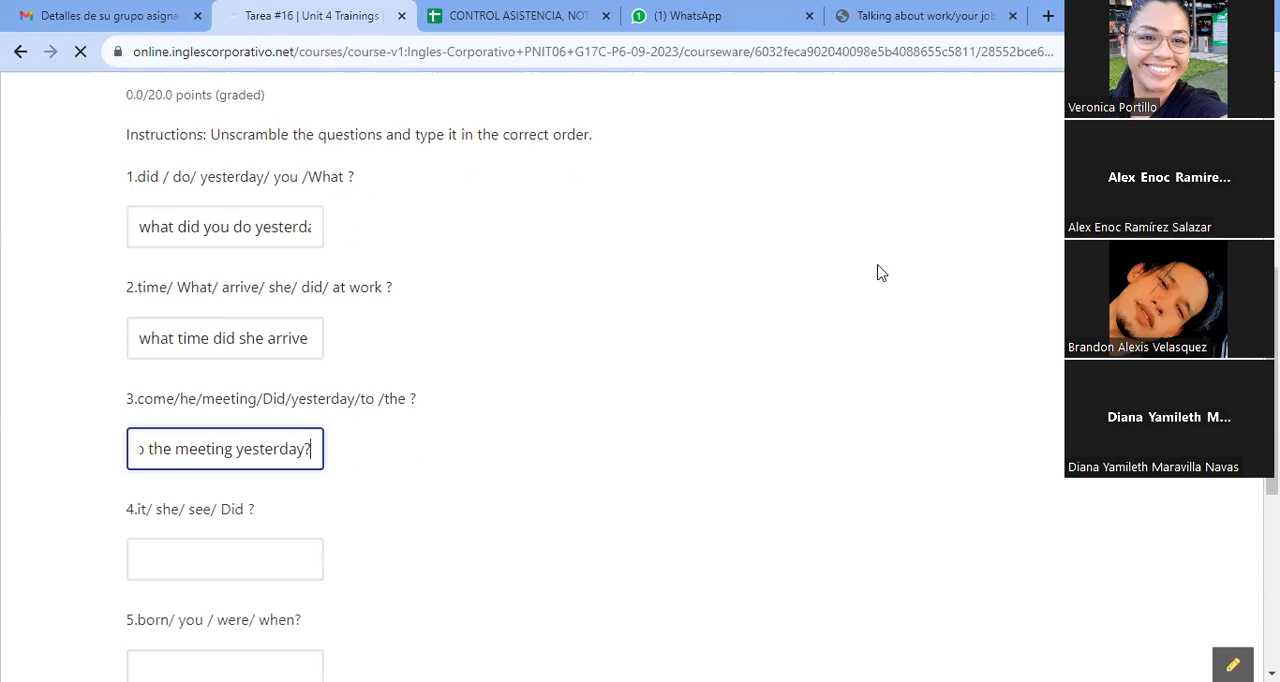 Detalles de su grupo asigna
Tarea #16 | Unit 4 Trainings |
CONTROL
STENCIA, NOT
(1) WhatsApp
Talking about work/your job
online.inglescorporativo.net/courses/course-v1:Ingles-Corporativo+
NIT06+G17C-P6-09-2023/courseware/6032feca902040098e5b4088655c5811/28552bce6...
0.0/20.0 points (graded)
Instructions: Unscramble the questions and type it in the correct order.
1.did / do/ yesterday/ you /What ?
what did you do yesterda
2.time/ What/ arrive/ she/ did/ at work ?
what time did she arrive
3.come/he/meeting/Did/yesterday/to /the ?
o the meeting yesterday?
4.it/ she/ see/ Did ?
5.born/ you / were/ when?
Veronica Portillo
Alex Enoc Ramíre...
Alex Enoc Ramírez Salazar
Brandon Alexis Velasquez
Diana Yamileth M...
Diana Yamileth Maravilla Navas